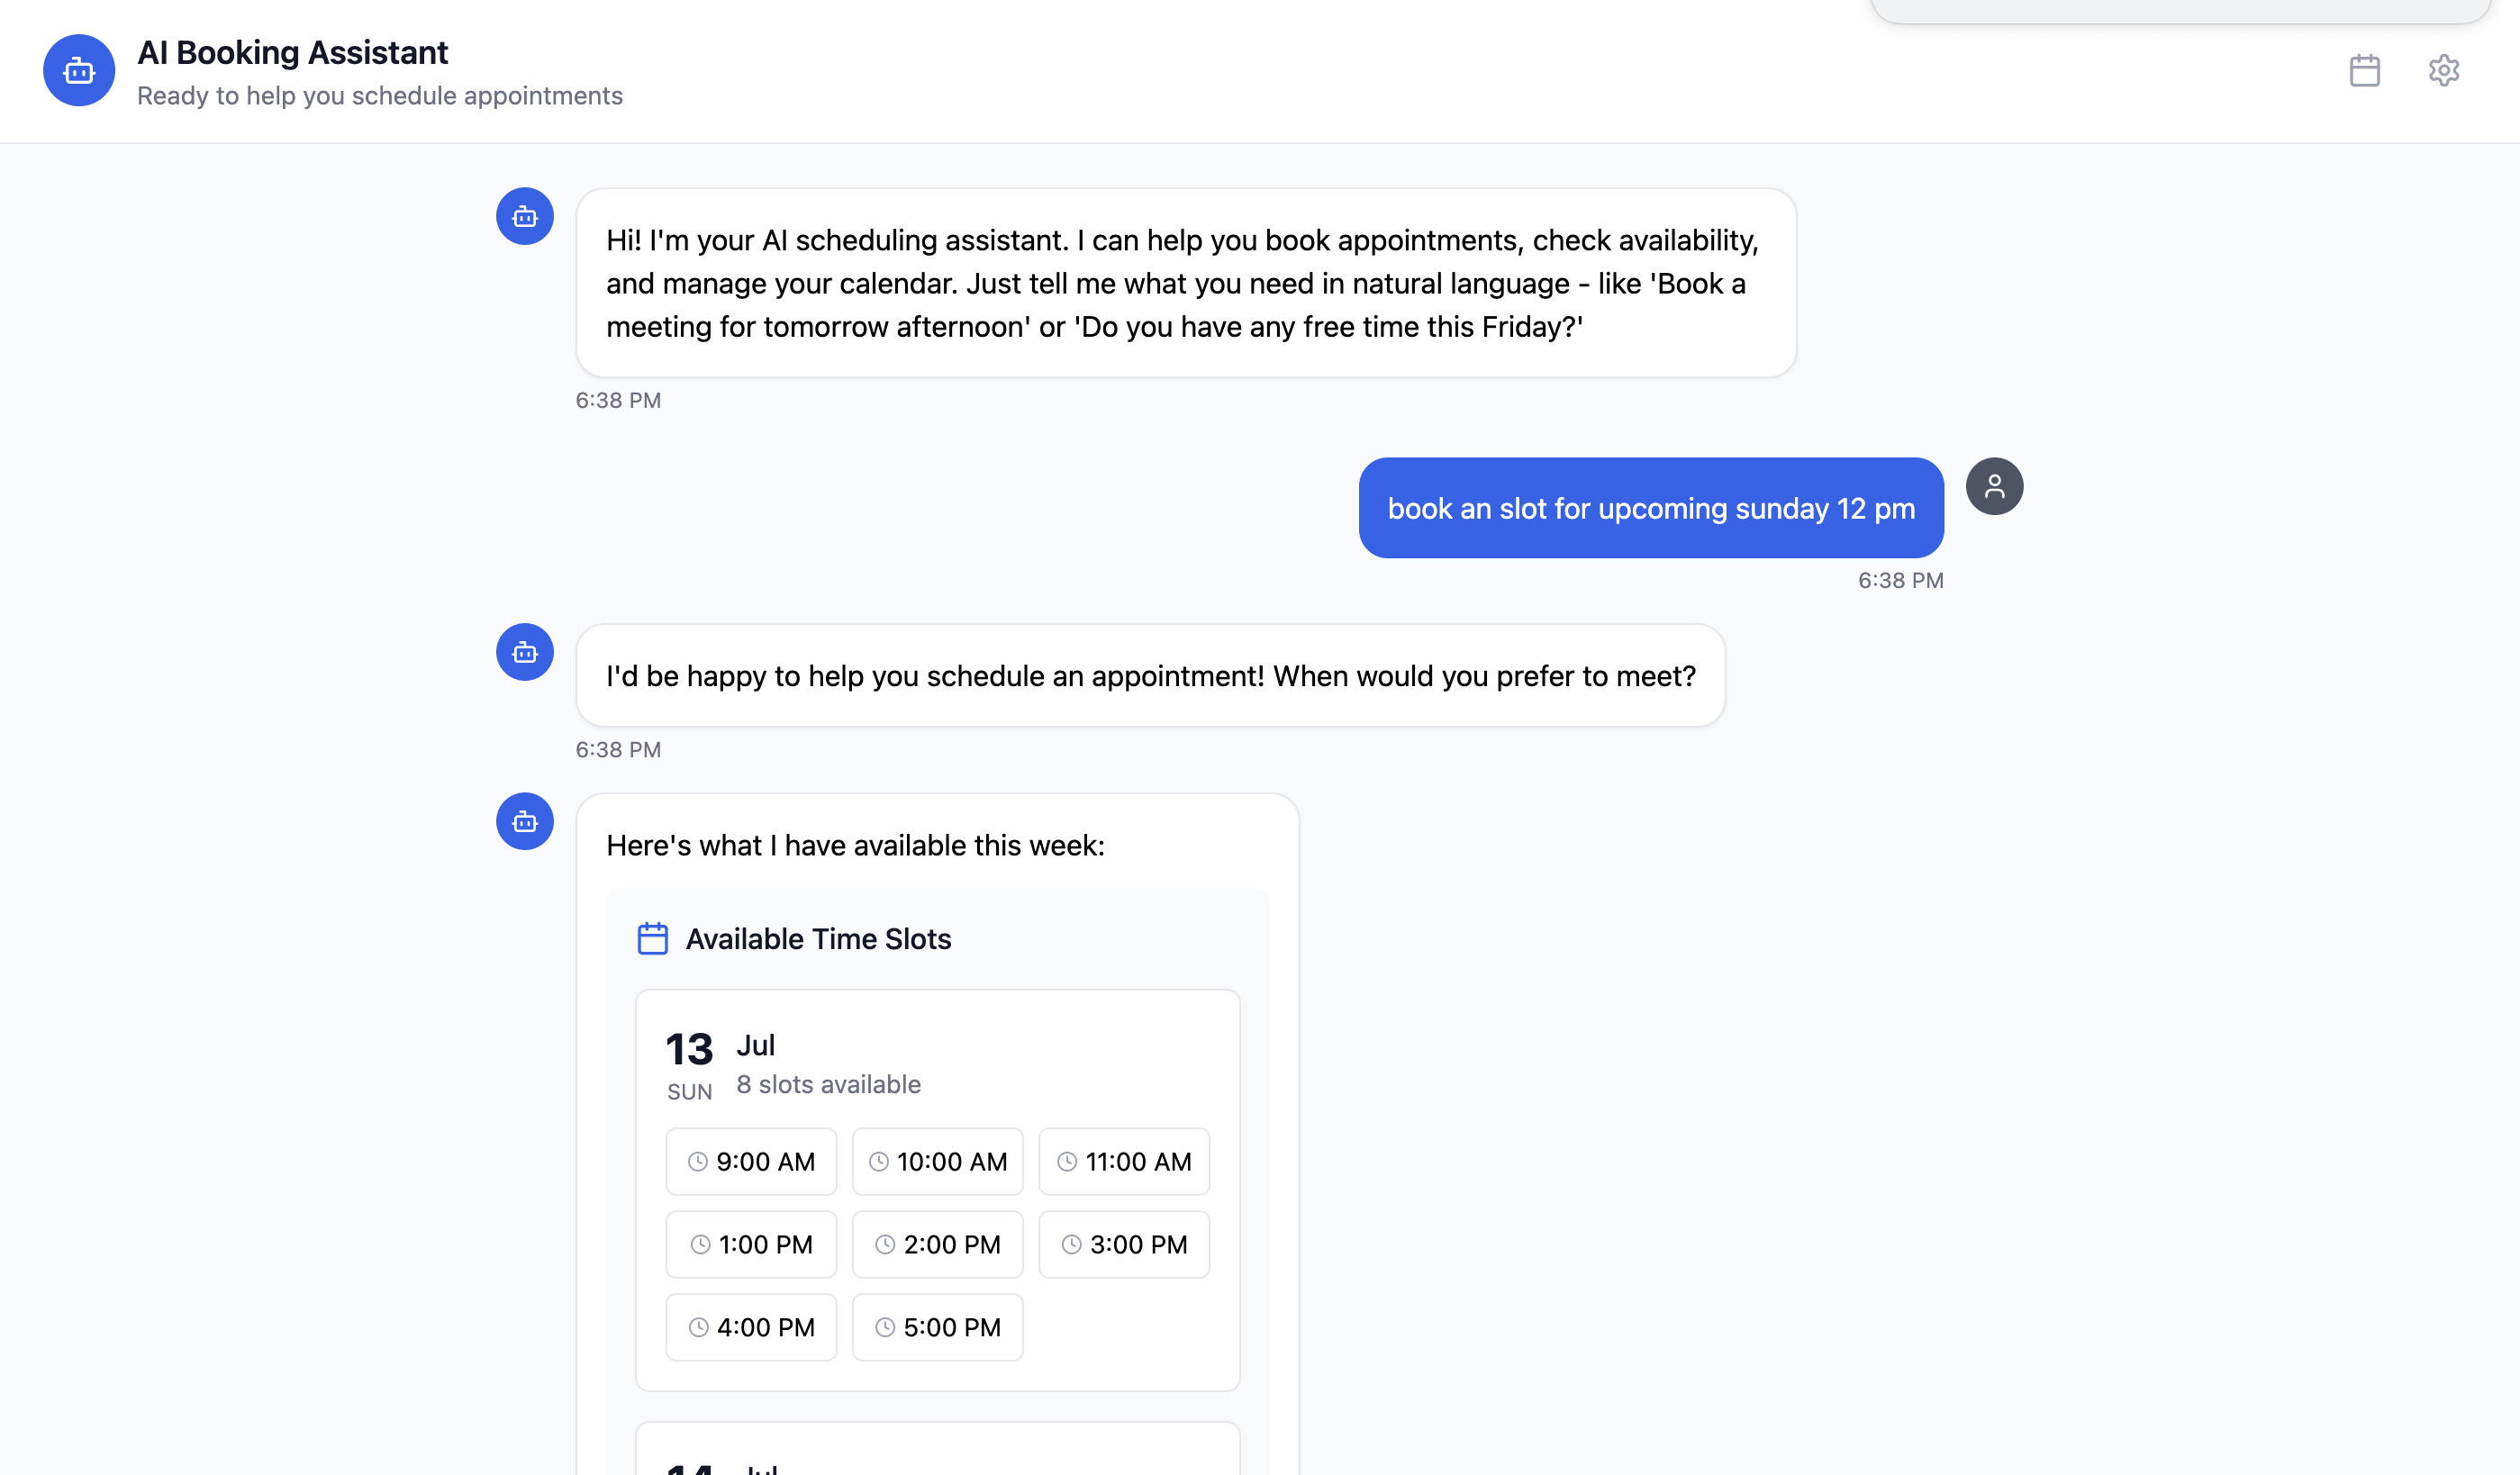 AI Booking Assistant
Ready to help you schedule appointments
Hi! I'm your AI scheduling assistant. I can help you book appointments, check availability,
and manage your calendar. Just tell me what you need in natural language - like 'Book a
meeting for tomorrow afternoon' or 'Do you have any free time this Friday?'
6:38 PM
book an slot for upcoming sunday 12 pm
6:38 PM
I'd be happy to help you schedule an appointment! When would you prefer to meet?
6:38 PM
Here's what I have available this week:
Available Time Slots
13 Jul
SUN 8 slots available
9:00 AM 10:00 AM 11:00 AM
1:00 PM 2:00 PM 3:00 PM
4:00 PM 5:00 PM
14 Jul